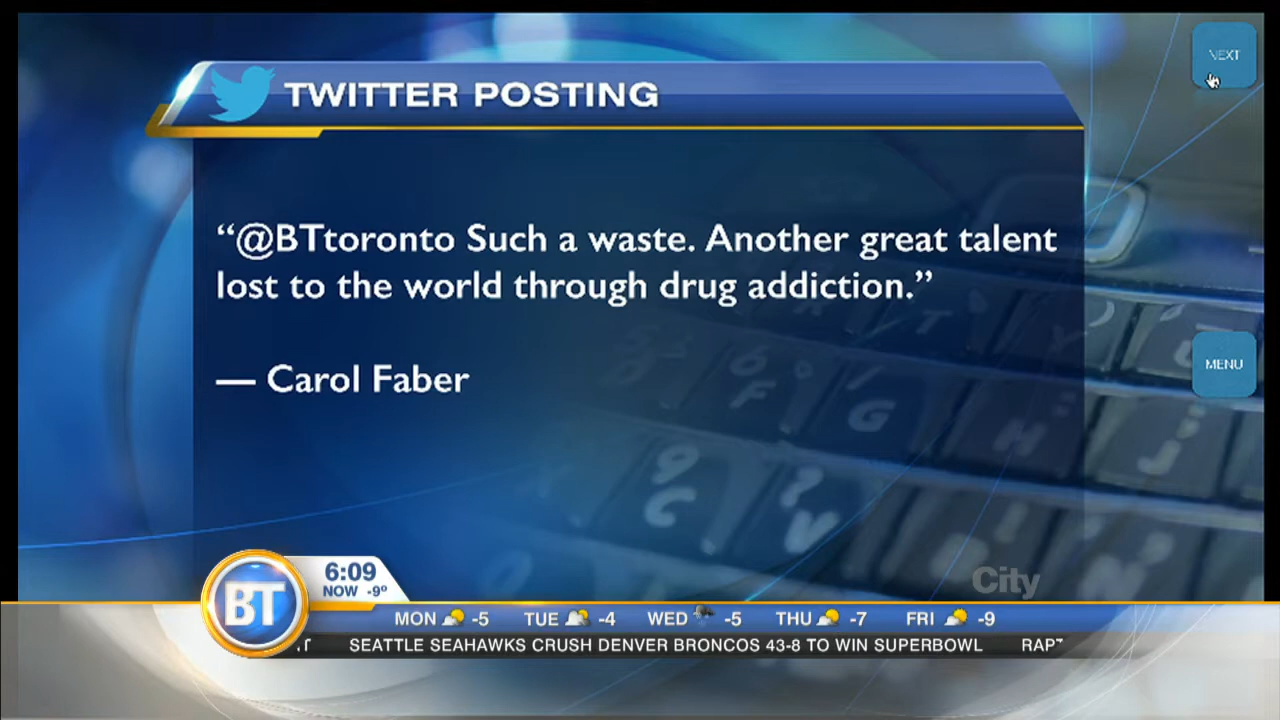 NEXT
TWITTER POSTING
“@BTtoronto Such a waste. Another great talent
lost to the world through drug addiction.”
— Carol Faber
MENU
City
BT
6:09
NOW -9°
MON -5 TUE -4 WED -5 THU -7 FRI -9
SEATTLE SEAHAWKS CRUSH DENVER BRONCOS 43-8 TO WIN SUPERBOWL